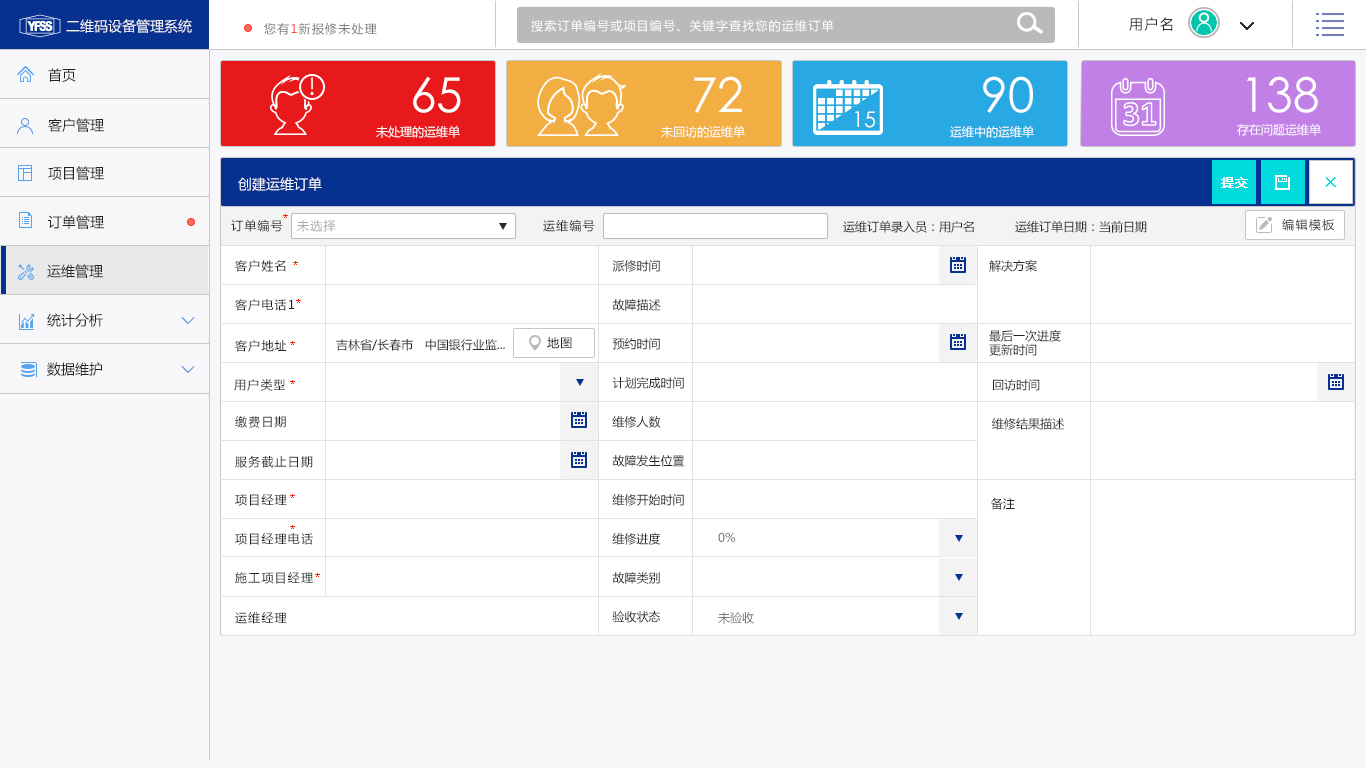 YFSS 二维码设备管理系统
您有1新报修未处理
搜索订单编号或项目编号、关键字查找您的运维订单
用户名
首页
客户管理
项目管理
订单管理
运维管理
统计分析
数据维护
65
未处理的运维单
72
未回访的运维单
15
90
运维中的运维单
31
138
存在问题运维单
创建运维订单
提交
订单编号*
未选择
运维编号
运维订单录入员：用户名
运维订单日期：当前日期
编辑模板
客户姓名 *
派修时间
解决方案
客户电话1*
故障描述
客户地址 *
吉林省/长春市 中国银行业监...
地图
预约时间
最后一次进度
更新时间
用户类型 *
计划完成时间
回访时间
缴费日期
维修人数
维修结果描述
服务截止日期
故障发生位置
项目经理 *
维修开始时间
备注
项目经理电话 *
维修进度
0%
施工项目经理*
故障类别
运维经理
验收状态
未验收